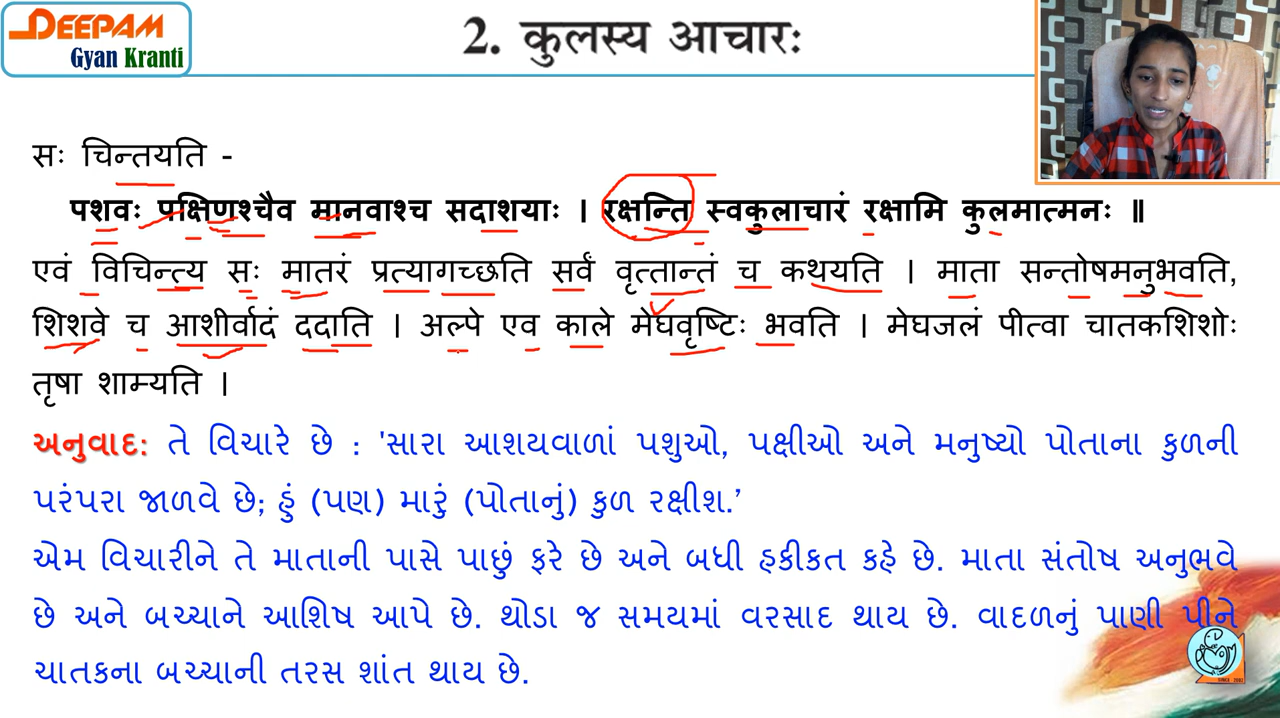 DEEPAM
Gyan Kranti
2. कुलस्य आचारः
सः चिन्तयति -
पशवः पक्षिणश्चैव मानवाश्च सदाशयाः । रक्षन्ति स्वकुलाचारं रक्षामि कुलमात्मनः ॥
एवं विचिन्त्य सः मातरं प्रत्यागच्छति सर्वं वृत्तान्तं च कथयति । माता सन्तोषमनुभवति,
शिशवे च आशीर्वादं ददाति । अल्पे एव काले मेघवृष्टिः भवति । मेघजलं पीत्वा चातकशिशोः
तृषा शाम्यति ।
અનુવાદ: તે વિચારે છે : 'સારા આશયવાળાં પશુઓ, પક્ષીઓ અને મનુષ્યો પોતાના કુળની
પરંપરા જાળવે છે; હું (પણ) મારું (પોતાનું) કુળ રક્ષીશ.’
એમ વિચારીને તે માતાની પાસે પાછું ફરે છે અને બધી હકીકત કહે છે. માતા સંતોષ અનુભવે
છે અને બચ્ચાને આશિષ આપે છે. થોડા જ સમયમાં વરસાદ થાય છે. વાદળનું પાણી પીને
ચાતકના બચ્ચાની તરસ શાંત થાય છે.
SINCE 2002